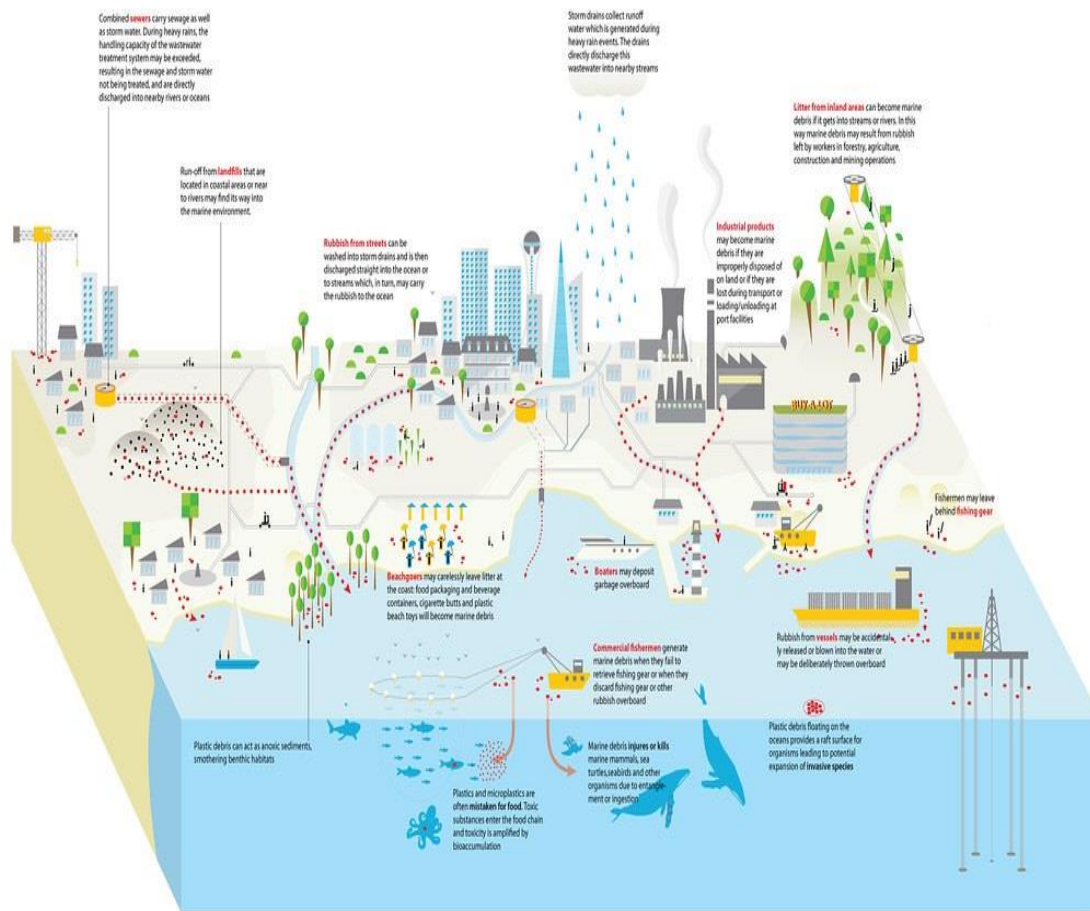 Combined sewers carry sewage as well
as storm water. During heavy rains, the
handling capacity of the wastewater
treatment system may be exceeded,
resulting in the sewage and storm water
not being treated, and are directly
discharged into nearby rivers or oceans
Storm drains collect runoff
water which is generated during
heavy rain events. The drains
directly discharge this
wastewater into nearby streams
Litter from inland areas can become marine
debris if it gets into streams or rivers. In this
way marine debris may result from rubbish
left by workers in forestry, agriculture,
construction and mining operations
Run-off from landfills that are
located in coastal areas or near
to rivers may find its way into
the marine environment.
Rubbish from streets can be
washed into storm drains and is then
discharged straight into the ocean or
to streams which, in turn, may carry
the rubbish to the ocean
Industrial products
may become marine
debris if they are
improperly disposed of
on land or if they are
lost during transport or
loading/unloading at
port facilities
BUY-A-LOT
Fishermen may leave
behind fishing gear
Beachgoers may carelessly leave litter at
the coast: food packaging and beverage
containers, cigarette butts and plastic
beach toys will become marine debris
Boaters may deposit
garbage overboard
Rubbish from vessels may be accidental-
ly released or blown into the water or
may be deliberately thrown overboard
Commercial fishermen generate
marine debris when they fail to
retrieve fishing gear or when they
discard fishing gear or other
rubbish overboard
Plastic debris can act as anoxic sediments,
smothering benthic habitats
Marine debris injures or kills
marine mammals, sea
turtles,seabirds and other
organisms due to entangle-
ment or ingestion
Plastic debris floating on the
oceans provides a raft surface for
organisms leading to potential
expansion of invasive species
Plastics and microplastics are
often mistaken for food. Toxic
substances enter the food chain
and toxicity is amplified by
bioaccumulation